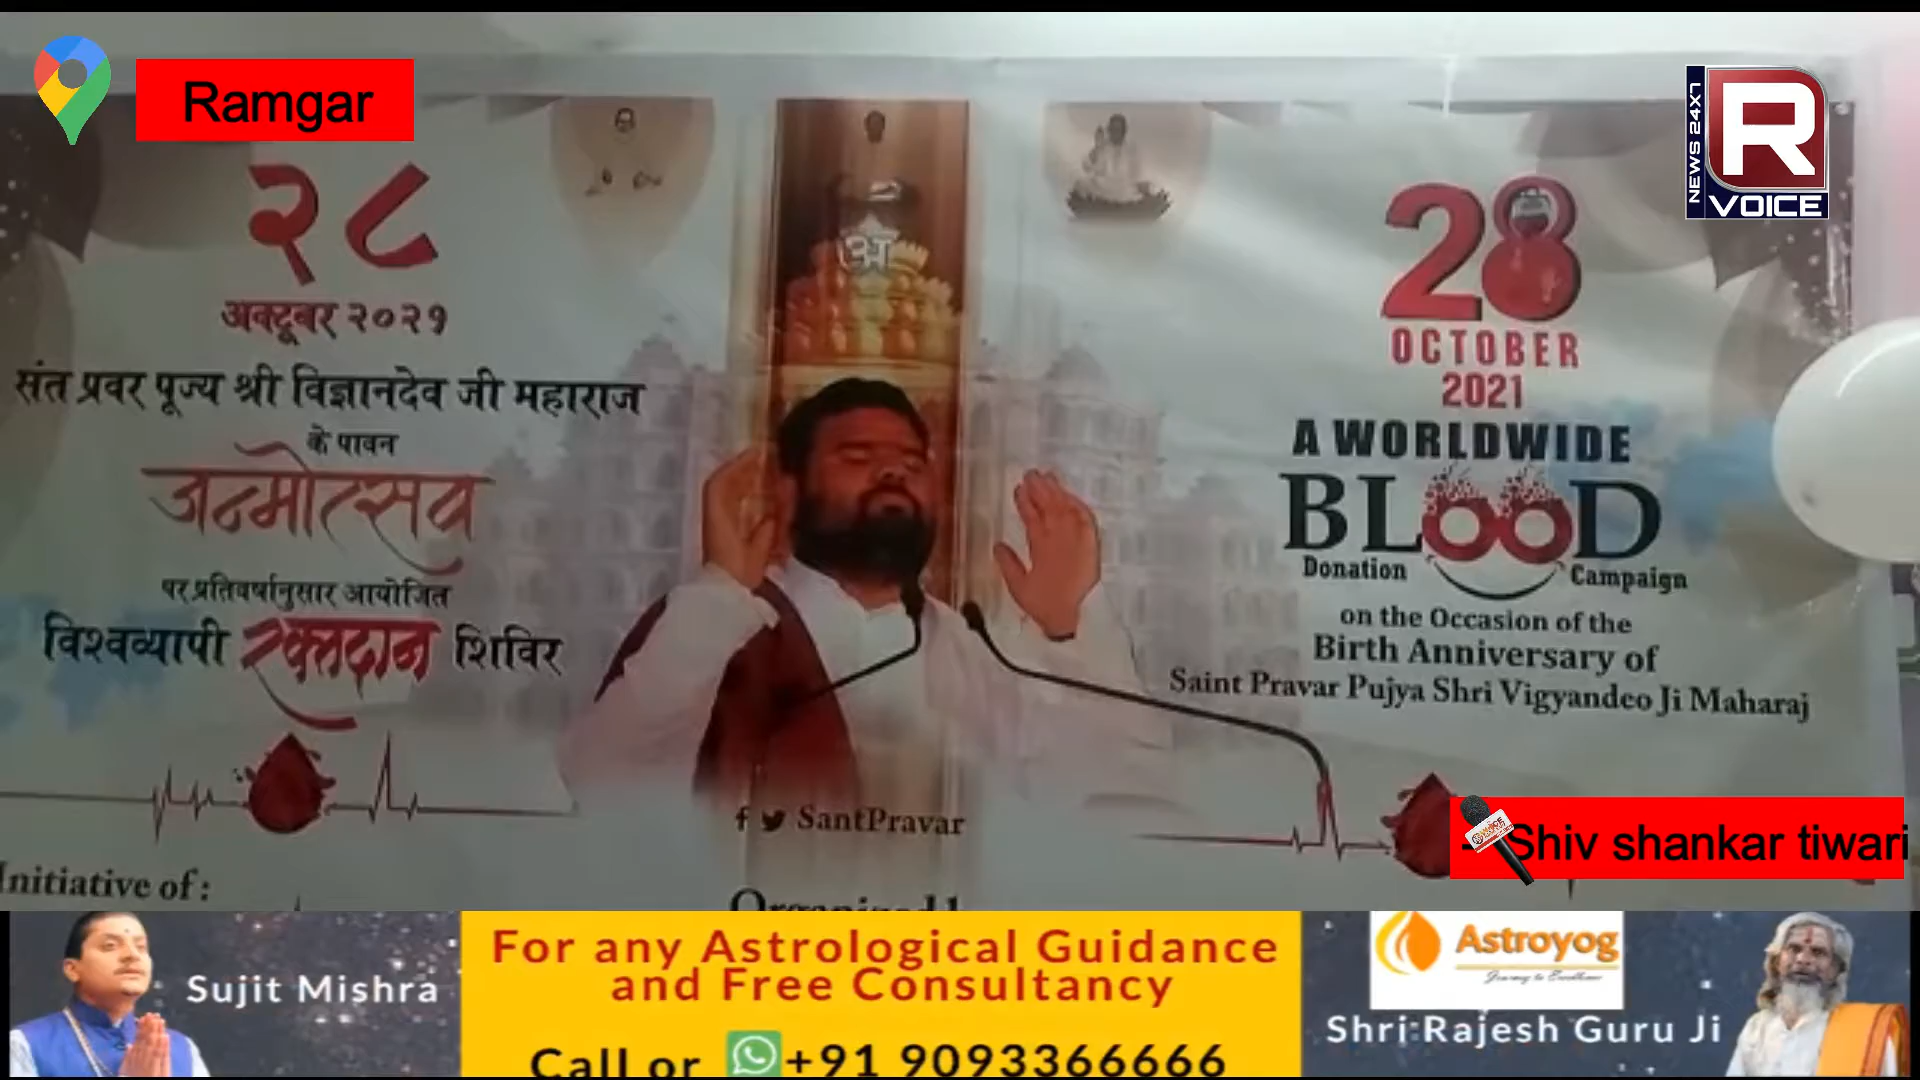 Ramgar
NEWS 24X7
R
VOICE
२८
अक्टूबर २०२१
संत प्रवर पूज्य श्री विज्ञानदेव जी महाराज
के पावन
जन्मोत्सव
पर प्रतिवर्षानुसार आयोजित
विश्वव्यापी रक्तदान शिविर
अ
28
OCTOBER
2021
A WORLDWIDE
BLOOD
Donation Campaign
on the Occasion of the
Birth Anniversary of
Saint Pravar Pujya Shri Vigyandeo Ji Maharaj
f SantPravar
- Shiv shankar tiwari
Initiative of:
Sujit Mishra
For any Astrological Guidance
and Free Consultancy
Call or +91 9093366666
Astroyog
Journey to Excellence
Shri Rajesh Guru Ji